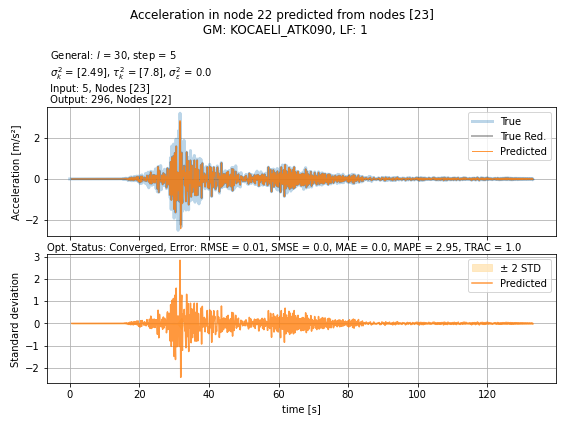 Acceleration in node 22 predicted from nodes [23]
GM: KOCAELI_ATK090, LF: 1
General: l = 30, step = 5
σ²ₖ = [2.49], τ²ₖ = [7.8], σ²ε = 0.0
Input: 5, Nodes [23]
Output: 296, Nodes [22]
True
True Red.
Predicted
2
0
−2
Acceleration [m/s²]
Opt. Status: Converged, Error: RMSE = 0.01, SMSE = 0.0, MAE = 0.0, MAPE = 2.95, TRAC = 1.0
± 2 STD
Predicted
3
2
1
0
−1
−2
Standard deviation
0 20 40 60 80 100 120
time [s]